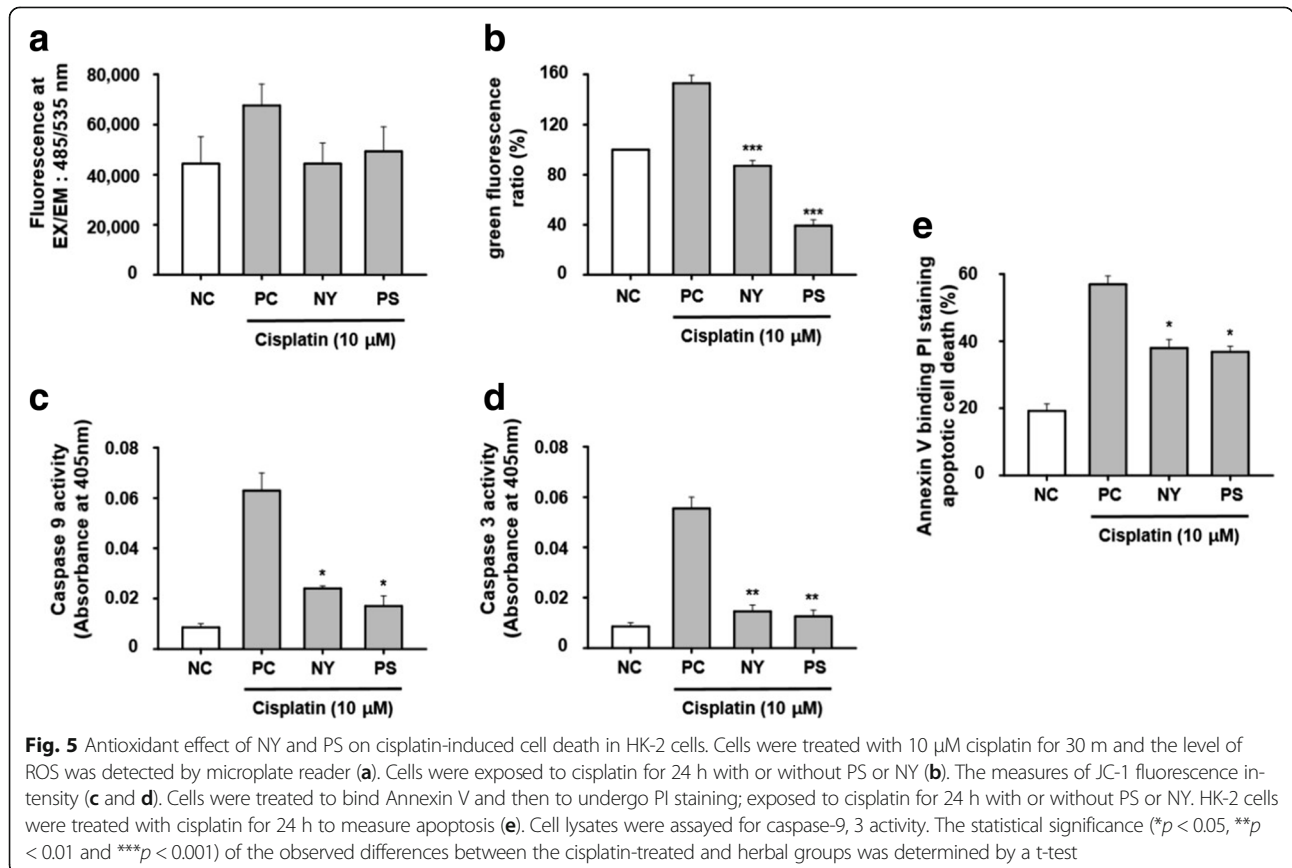 a
Fluorescence at
EX/EM : 485/535 nm
80,000
60,000
40,000
20,000
0
NC PC NY PS
Cisplatin (10 µM)
b
green fluorescence
ratio (%)
160
120
80
40
0
***
***
NC PC NY PS
Cisplatin (10 µM)
c
Caspase 9 activity
(Absorbance at 405nm)
0.08
0.06
0.04
0.02
0
*
*
NC PC NY PS
Cisplatin (10 µM)
d
Caspase 3 activity
(Absorbance at 405nm)
0.08
0.06
0.04
0.02
0.01
0
**
**
NC PC NY PS
Cisplatin (10 µM)
e
Annexin V binding PI staining
apoptotic cell death (%)
60
40
20
0
*
*
NC PC NY PS
Cisplatin (10 µM)
Fig. 5 Antioxidant effect of NY and PS on cisplatin-induced cell death in HK-2 cells. Cells were treated with 10 µM cisplatin for 30 m and the level of
ROS was detected by microplate reader (a). Cells were exposed to cisplatin for 24 h with or without PS or NY (b). The measures of JC-1 fluorescence in-
tensity (c and d). Cells were treated to bind Annexin V and then to undergo PI staining; exposed to cisplatin for 24 h with or without PS or NY. HK-2 cells
were treated with cisplatin for 24 h to measure apoptosis (e). Cell lysates were assayed for caspase-9, 3 activity. The statistical significance (*p < 0.05, **p
< 0.01 and ***p < 0.001) of the observed differences between the cisplatin-treated and herbal groups was determined by a t-test